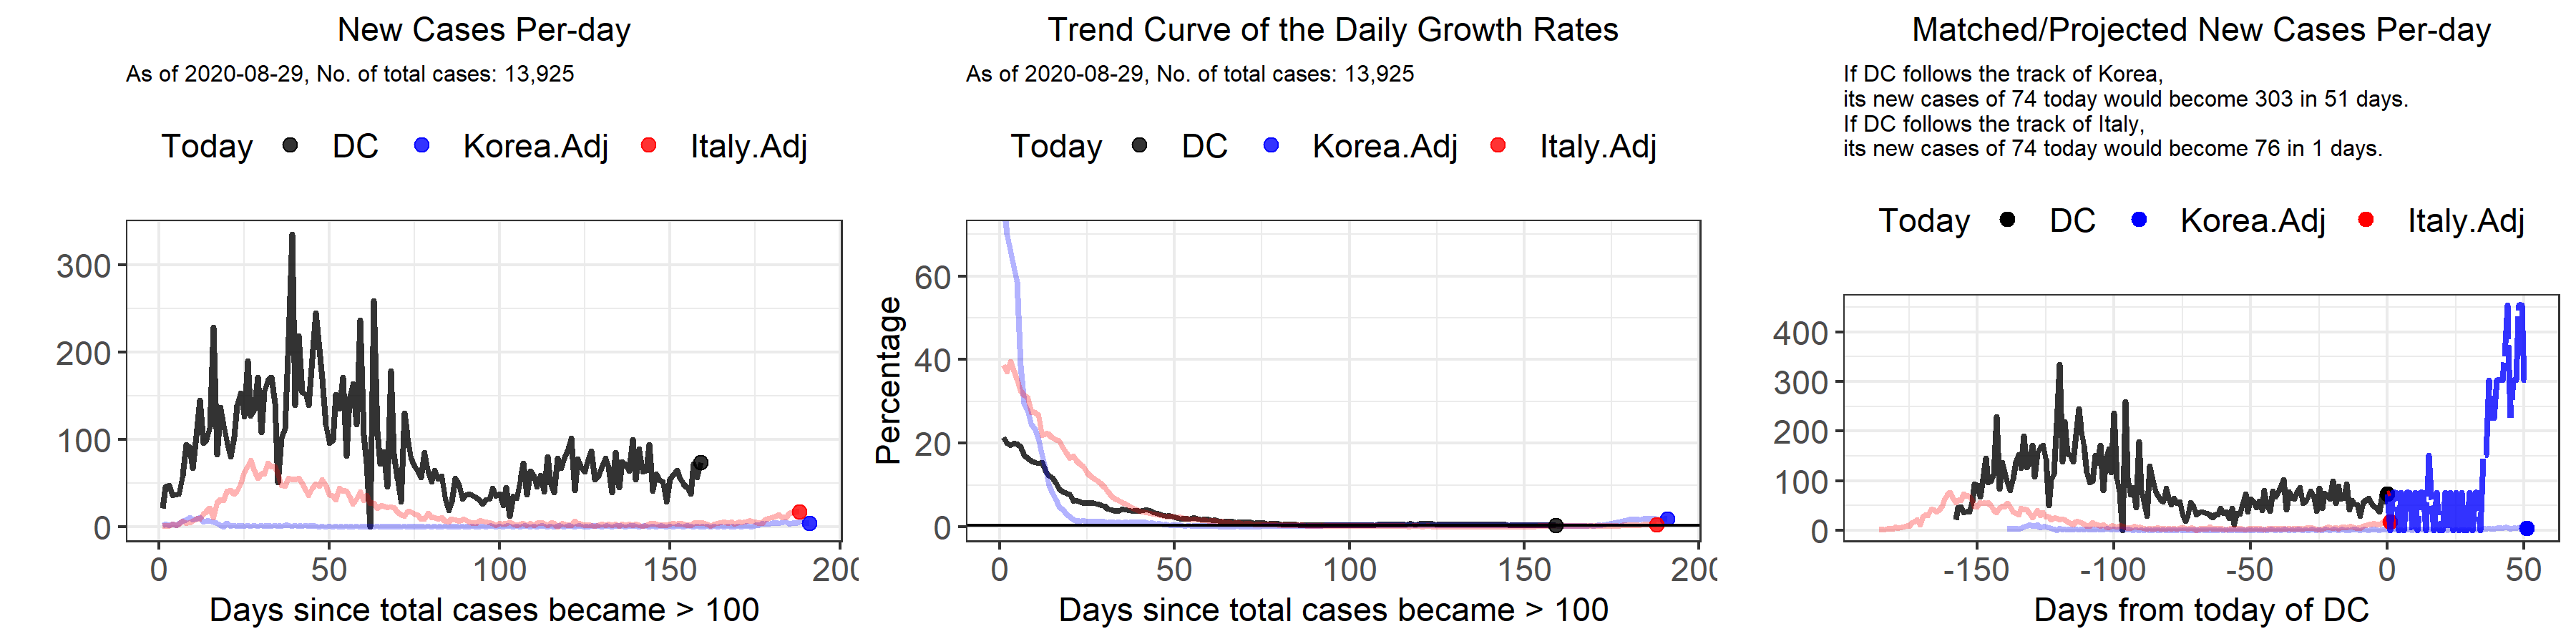 New Cases Per-day
As of 2020-08-29, No. of total cases: 13,925
Today DC Korea.Adj Italy.Adj
300
200
100
0
0 50 100 150 200
Days since total cases became > 100
Trend Curve of the Daily Growth Rates
As of 2020-08-29, No. of total cases: 13,925
Today DC Korea.Adj Italy.Adj
Percentage
60
40
20
0
0 50 100 150 200
Days since total cases became > 100
Matched/Projected New Cases Per-day
If DC follows the track of Korea,
its new cases of 74 today would become 303 in 51 days.
If DC follows the track of Italy,
its new cases of 74 today would become 76 in 1 days.
Today DC Korea.Adj Italy.Adj
400
300
200
100
0
-150 -100 -50 0 50
Days from today of DC